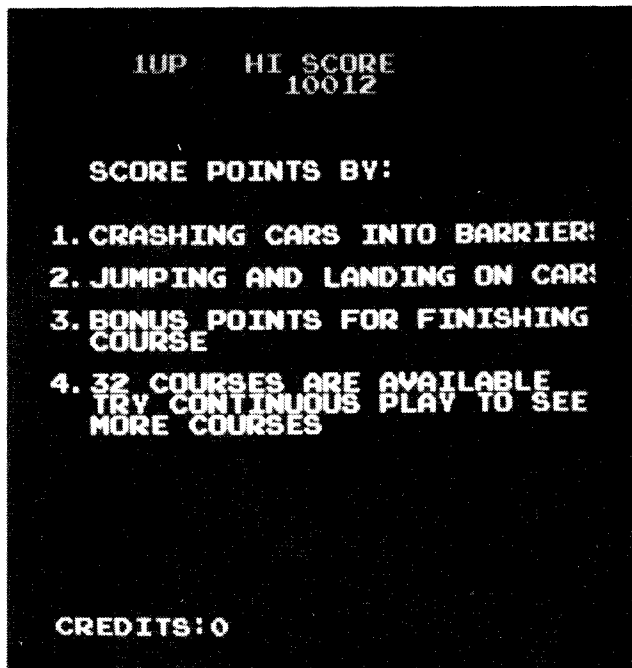 1UP HI SCORE
10012
SCORE POINTS BY:
1. CRASHING CARS INTO BARRIERS
2. JUMPING AND LANDING ON CARS
3. BONUS POINTS FOR FINISHING
COURSE
4. 32 COURSES ARE AVAILABLE
TRY CONTINUOUS PLAY TO SEE
MORE COURSES
CREDITS:0